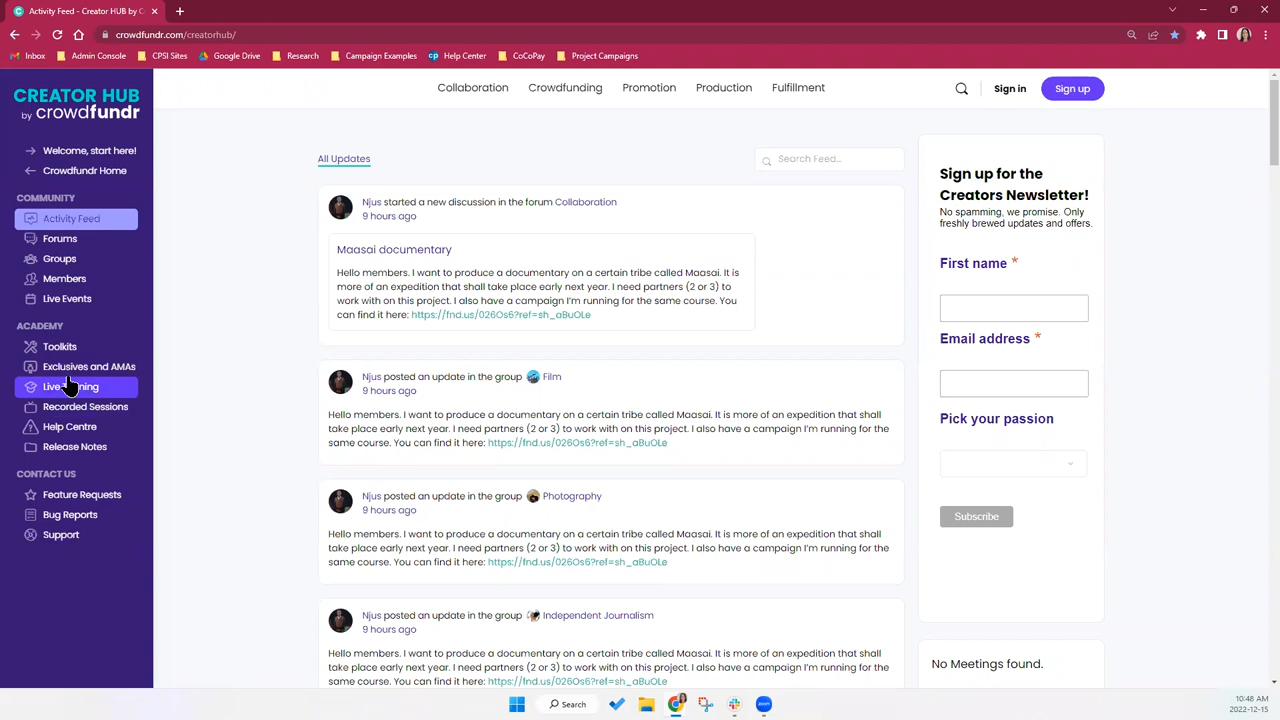 Activity Feed - Creator HUB by C
crowdfundr.com/creatorhub/
Inbox
Admin Console
CPSI Sites
Google Drive
Research
Campaign Examples
Help Center
CoCoPay
Project Campaigns
CREATOR HUB
by crowdfundr
Collaboration
Crowdfunding
Promotion
Production
Fulfillment
Sign in
Sign up
Welcome, start here!
Crowdfundr Home
COMMUNITY
Activity Feed
Forums
Groups
Members
Live Events
ACADEMY
Toolkits
Exclusives and AMAs
Recorded Sessions
Help Centre
Release Notes
CONTACT US
Feature Requests
Bug Reports
Support
All Updates
Search Feed...
Njus started a new discussion in the forum Collaboration
9 hours ago
Maasai documentary
Hello members. I want to produce a documentary on a certain tribe called Maasai. It is
more of an expedition that shall take place early next year. I need partners (2 or 3) to
work with on this project. I also have a campaign I'm running for the same course. You
can find it here: https://fnd.us/026Os6?ref=sh_aBuOLe
Njus posted an update in the group Film
9 hours ago
Hello members. I want to produce a documentary on a certain tribe called Maasai. It is more of an expedition that shall
take place early next year. I need partners (2 or 3) to work with on this project. I also have a campaign I'm running for the
same course. You can find it here: https://fnd.us/026Os6?ref=sh_aBuOLe
Njus posted an update in the group Photography
9 hours ago
Hello members. I want to produce a documentary on a certain tribe called Maasai. It is more of an expedition that shall
take place early next year. I need partners (2 or 3) to work with on this project. I also have a campaign I'm running for the
same course. You can find it here: https://fnd.us/026Os6?ref=sh_aBuOLe
Njus posted an update in the group Independent Journalism
9 hours ago
Hello members. I want to produce a documentary on a certain tribe called Maasai. It is more of an expedition that shall
take place early next year. I need partners (2 or 3) to work with on this project. I also have a campaign I'm running for the
same course. You can find it here: https://fnd.us/026Os6?ref=sh_aBuOLe
Sign up for the
Creators Newsletter!
No spamming, we promise. Only
freshly brewed updates and offers.
First name *
Email address *
Pick your passion
Subscribe
No Meetings found.
Search
10:48 AM
2022-12-15